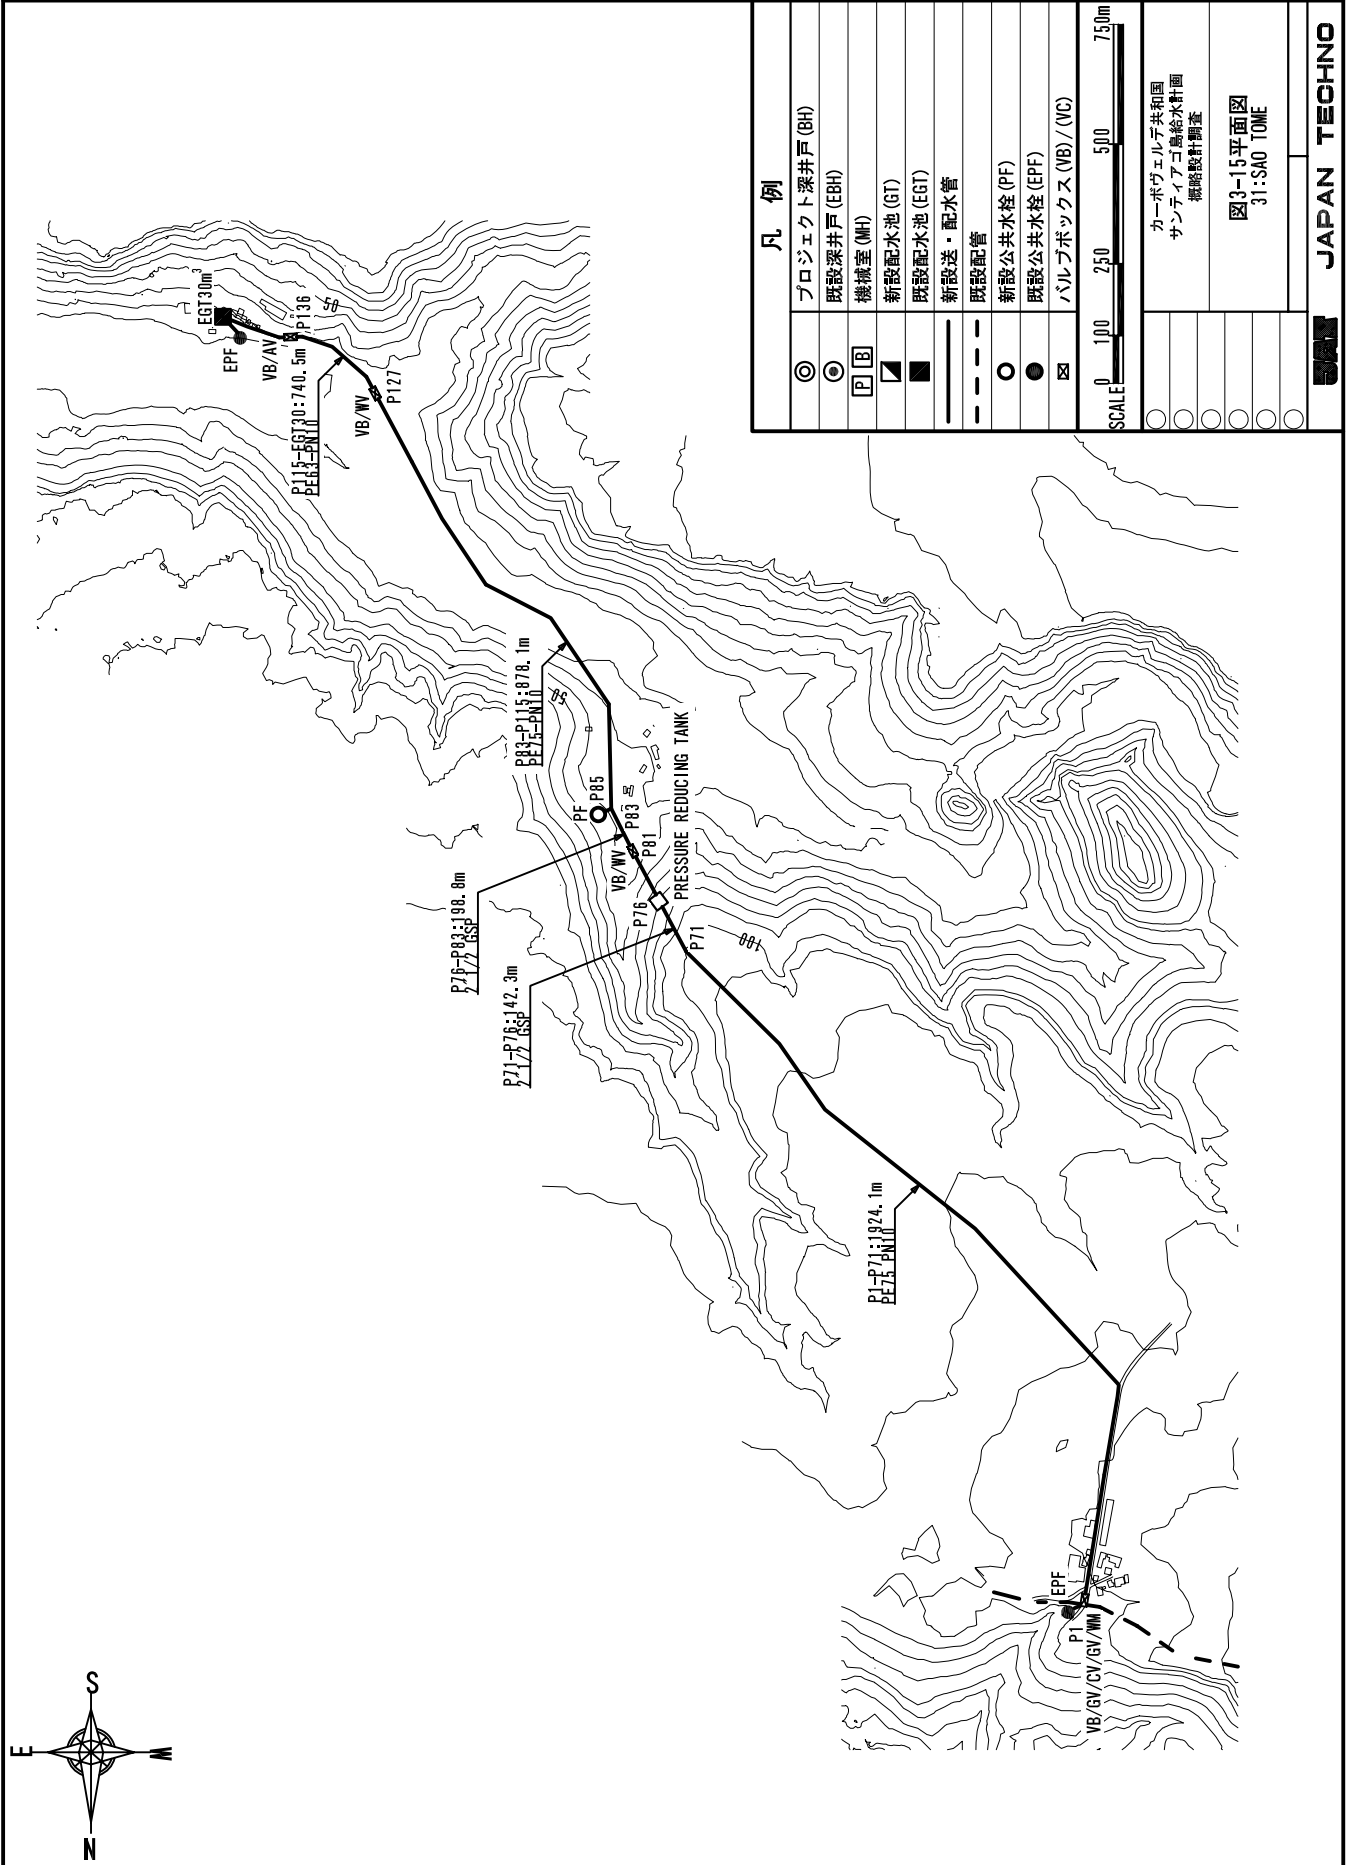 EGT30m3
EPF
VB/AV
P136
50
P115-EGT30:740.5m
PE63-PN10
VB/WV
P127
P83-P115:878.1m
PE75-PN10
50
PF
P85
P83
VB/WV
P81
P76
PRESSURE REDUCING TANK
P71
100
P76-P83:198.8m
2 1/2 GSP
P71-P76:142.3m
2 1/2 GSP
P1-P71:1924.1m
PE75 PN10
EPF
P1
VB/GV/CV/GV/WM
E
S
W
N
凡 例
プロジェクト深井戸(BH)
既設深井戸(EBH)
P B 機械室(MH)
新設配水池(GT)
既設配水池(EGT)
新設送・配水管
既設配管
新設公共水栓(PF)
既設公共水栓(EPF)
バルブボックス(VB)/(VC)
SCALE 0 100 250 500 750m
カーボヴェルデ共和国
サンティアゴ島給水計画
概略設計調査
図3-15平面図
31:SAO TOME
JAPAN TECHNO